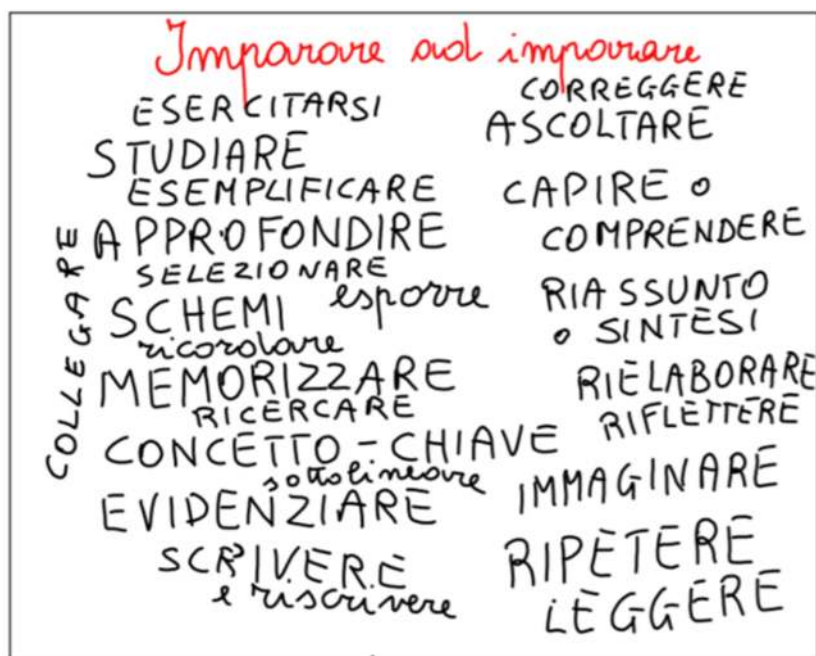 Imparare ad imparare
ESERCITARSI
STUDIARE
ESEMPLIFICARE
APPROFONDIRE
SELEZIONARE
SCHEMI esporre
ricordare
MEMORIZZARE
RICERCARE
CONCETTO-CHIAVE
sottolineare
EVIDENZIARE
SCRIVERE
e riscrivere
COLLEGARE
CORREGGERE
ASCOLTARE
CAPIRE o
COMPRENDERE
RIASSUNTO
o SINTESI
RIELABORARE
RIFLETTERE
IMMAGINARE
RIPETERE
LEGGERE